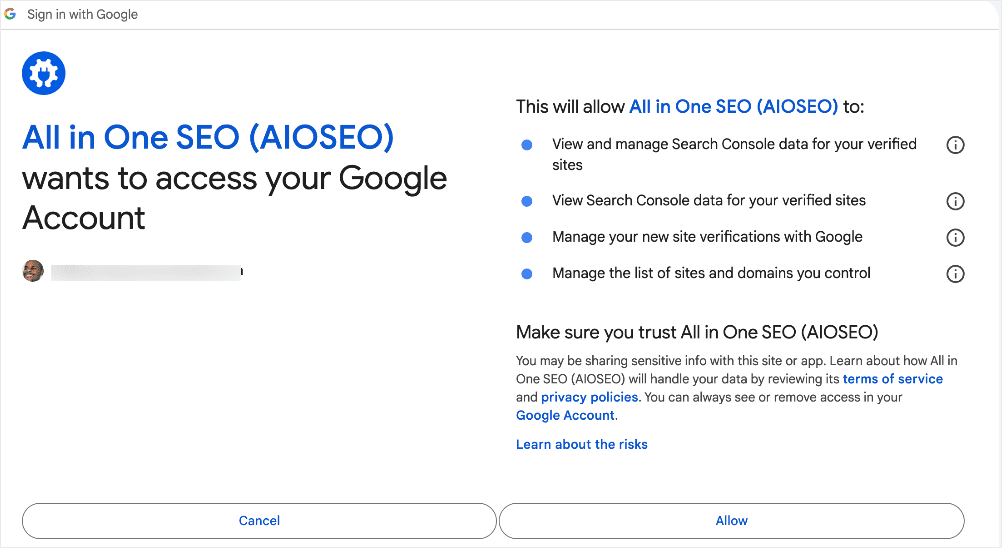 Sign in with Google
All in One SEO (AIOSEO)
wants to access your Google
Account
This will allow All in One SEO (AIOSEO) to:
View and manage Search Console data for your verified
sites
View Search Console data for your verified sites
Manage your new site verifications with Google
Manage the list of sites and domains you control
Make sure you trust All in One SEO (AIOSEO)
You may be sharing sensitive info with this site or app. Learn about how All in
One SEO (AIOSEO) will handle your data by reviewing its terms of service
and privacy policies. You can always see or remove access in your
Google Account.
Learn about the risks
Cancel
Allow